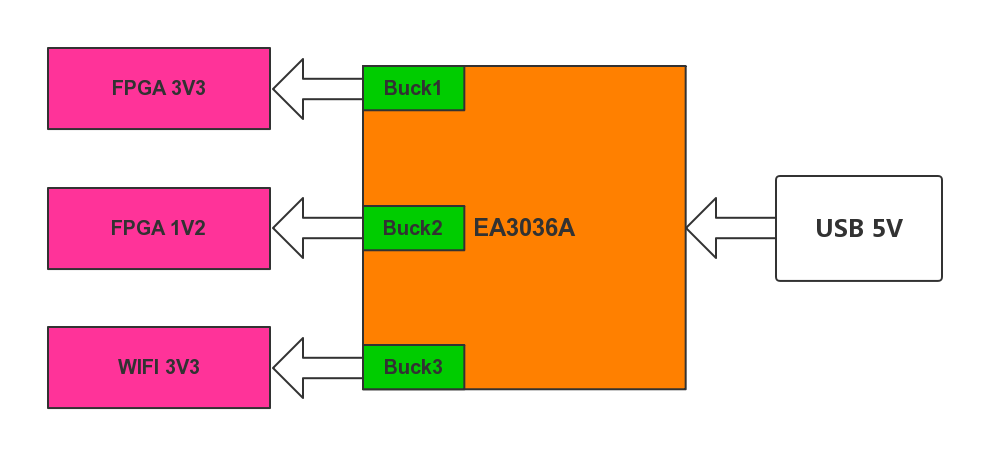 FPGA 3V3
Buck1
FPGA 1V2
Buck2
EA3036A
USB 5V
WIFI 3V3
Buck3